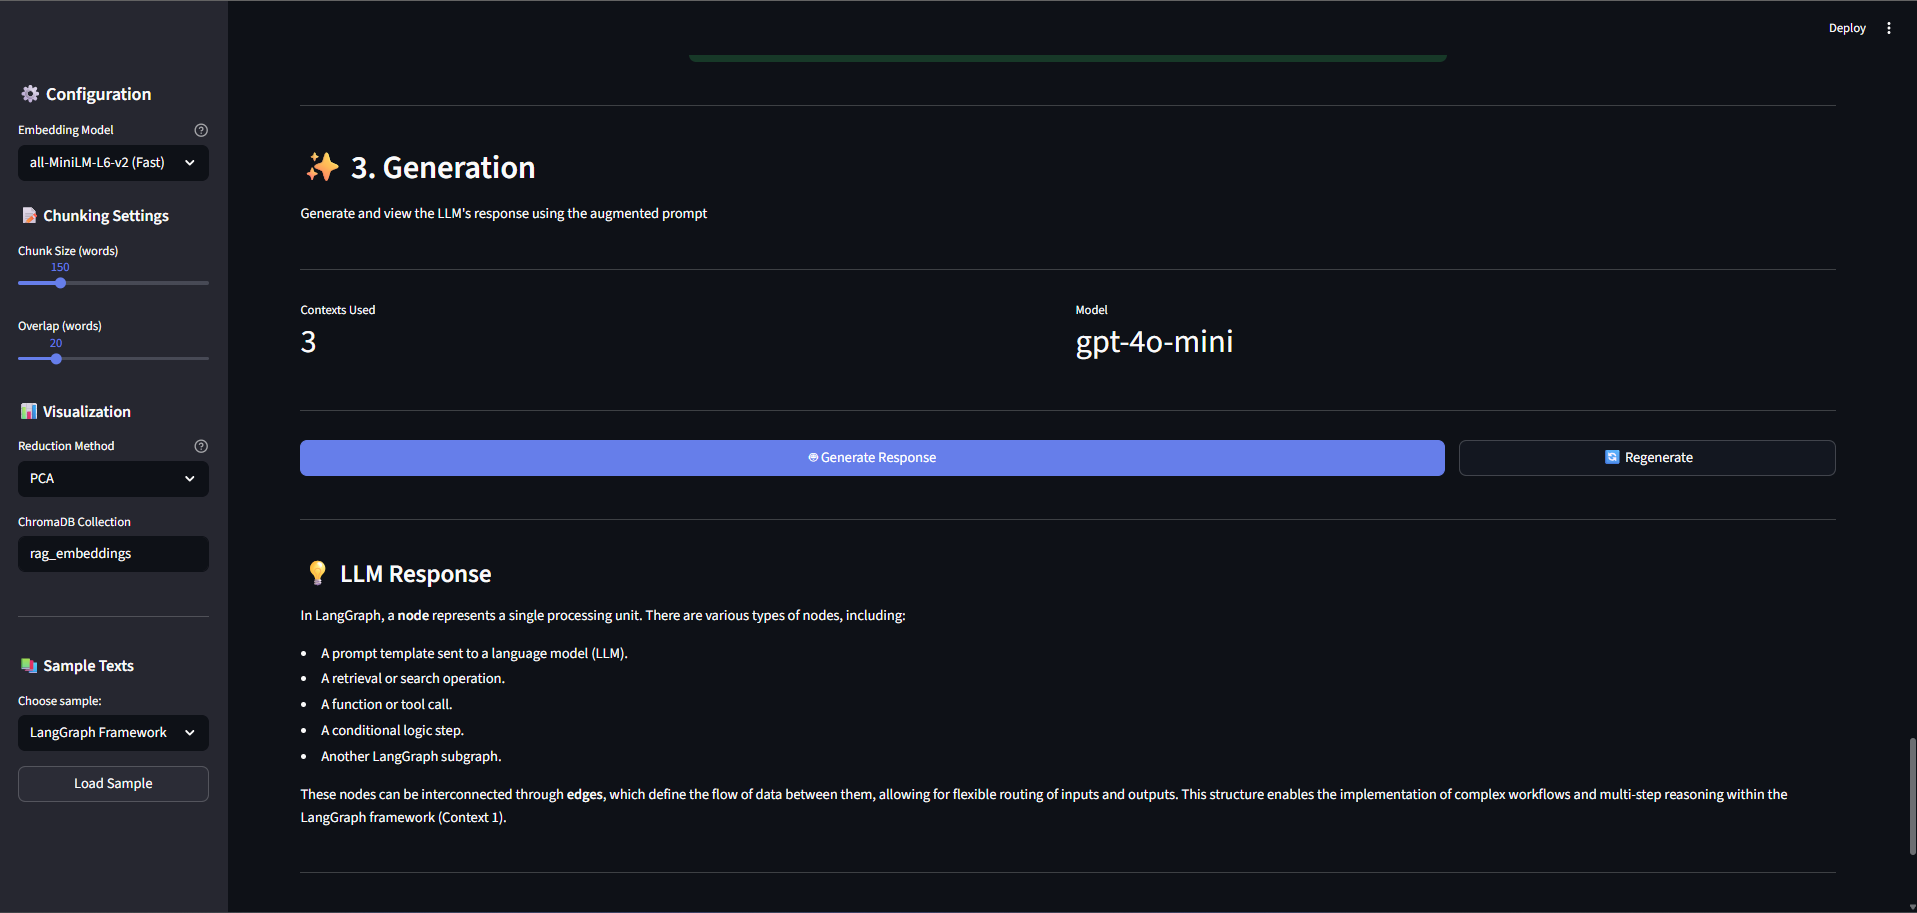 Deploy
Configuration
Embedding Model
all-MiniLM-L6-v2 (Fast)
Chunking Settings
Chunk Size (words)
150
Overlap (words)
20
Visualization
Reduction Method
PCA
ChromaDB Collection
rag_embeddings
Sample Texts
Choose sample:
LangGraph Framework
Load Sample
3. Generation
Generate and view the LLM's response using the augmented prompt
Contexts Used
3
Model
gpt-4o-mini
Generate Response
Regenerate
LLM Response
In LangGraph, a node represents a single processing unit. There are various types of nodes, including:
• A prompt template sent to a language model (LLM).
• A retrieval or search operation.
• A function or tool call.
• A conditional logic step.
• Another LangGraph subgraph.
These nodes can be interconnected through edges, which define the flow of data between them, allowing for flexible routing of inputs and outputs. This structure enables the implementation of complex workflows and multi-step reasoning within the
LangGraph framework (Context 1).